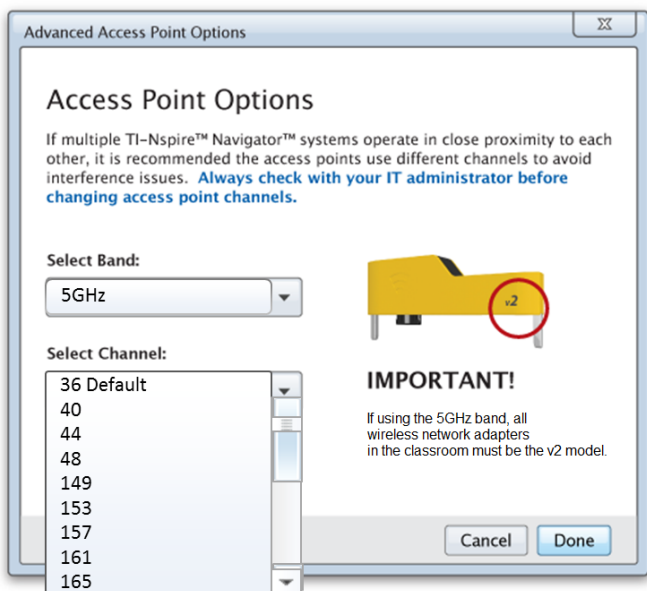 Advanced Access Point Options
Access Point Options
If multiple TI-Nspire™ Navigator™ systems operate in close proximity to each
other, it is recommended the access points use different channels to avoid
interference issues. Always check with your IT administrator before
changing access point channels.
Select Band:
5GHz
v2
Select Channel:
36 Default
40
44
48
149
153
157
161
165
IMPORTANT!
If using the 5GHz band, all
wireless network adapters
in the classroom must be the v2 model.
Cancel
Done